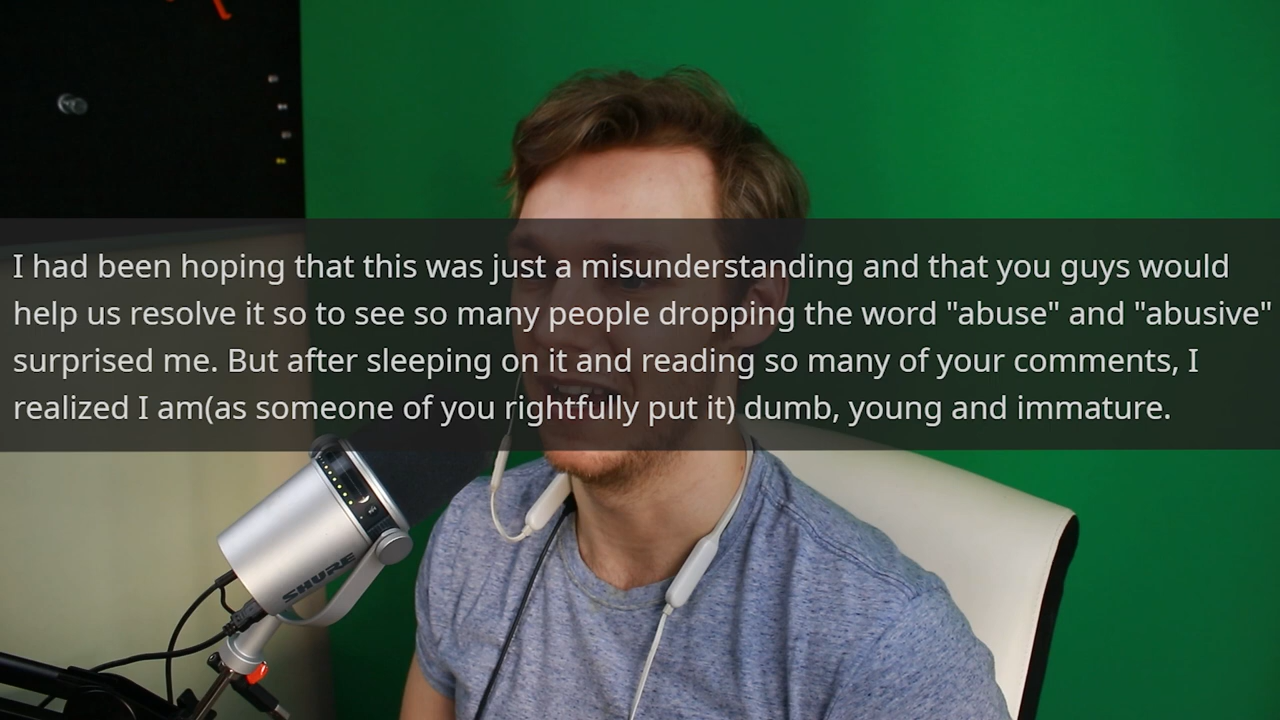 I had been hoping that this was just a misunderstanding and that you guys would
help us resolve it so to see so many people dropping the word "abuse" and "abusive"
surprised me. But after sleeping on it and reading so many of your comments, I
realized I am(as someone of you rightfully put it) dumb, young and immature.
SHURE